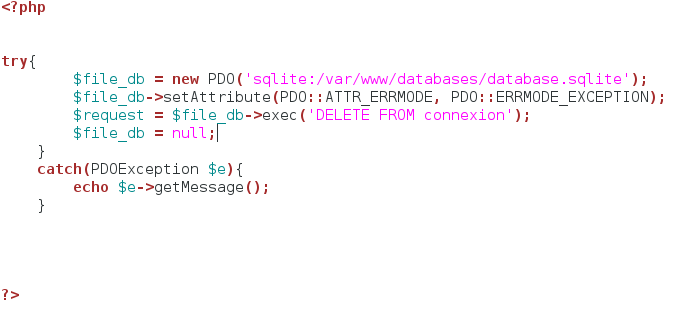 <?php
try{
$file_db = new PDO('sqlite:/var/www/databases/database.sqlite');
$file_db->setAttribute(PDO::ATTR_ERRMODE, PDO::ERRMODE_EXCEPTION);
$request = $file_db->exec('DELETE FROM connexion');
$file_db = null;
}
catch(PDOException $e){
echo $e->getMessage();
}
?>